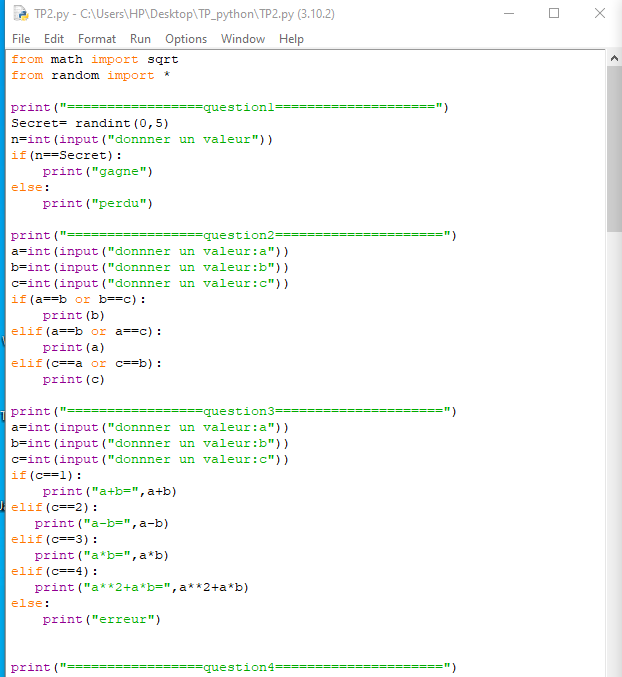 TP2.py - C:\Users\HP\Desktop\TP_python\TP2.py (3.10.2)
File Edit Format Run Options Window Help
from math import sqrt
from random import *
print("=================question1====================")
Secret= randint(0,5)
n=int(input("donnner un valeur"))
if(n==Secret):
    print("gagne")
else:
    print("perdu")
print("=================question2=====================")
a=int(input("donnner un valeur:a"))
b=int(input("donnner un valeur:b"))
c=int(input("donnner un valeur:c"))
if(a==b or b==c):
    print(b)
elif(a==b or a==c):
    print(a)
elif(c==a or c==b):
    print(c)
print("=================question3=====================")
a=int(input("donnner un valeur:a"))
b=int(input("donnner un valeur:b"))
c=int(input("donnner un valeur:c"))
if(c==1):
    print("a+b=",a+b)
elif(c==2):
   print("a-b=",a-b)
elif(c==3):
   print("a*b=",a*b)
elif(c==4):
   print("a**2+a*b=",a**2+a*b)
else:
    print("erreur")
print("=================question4=====================")